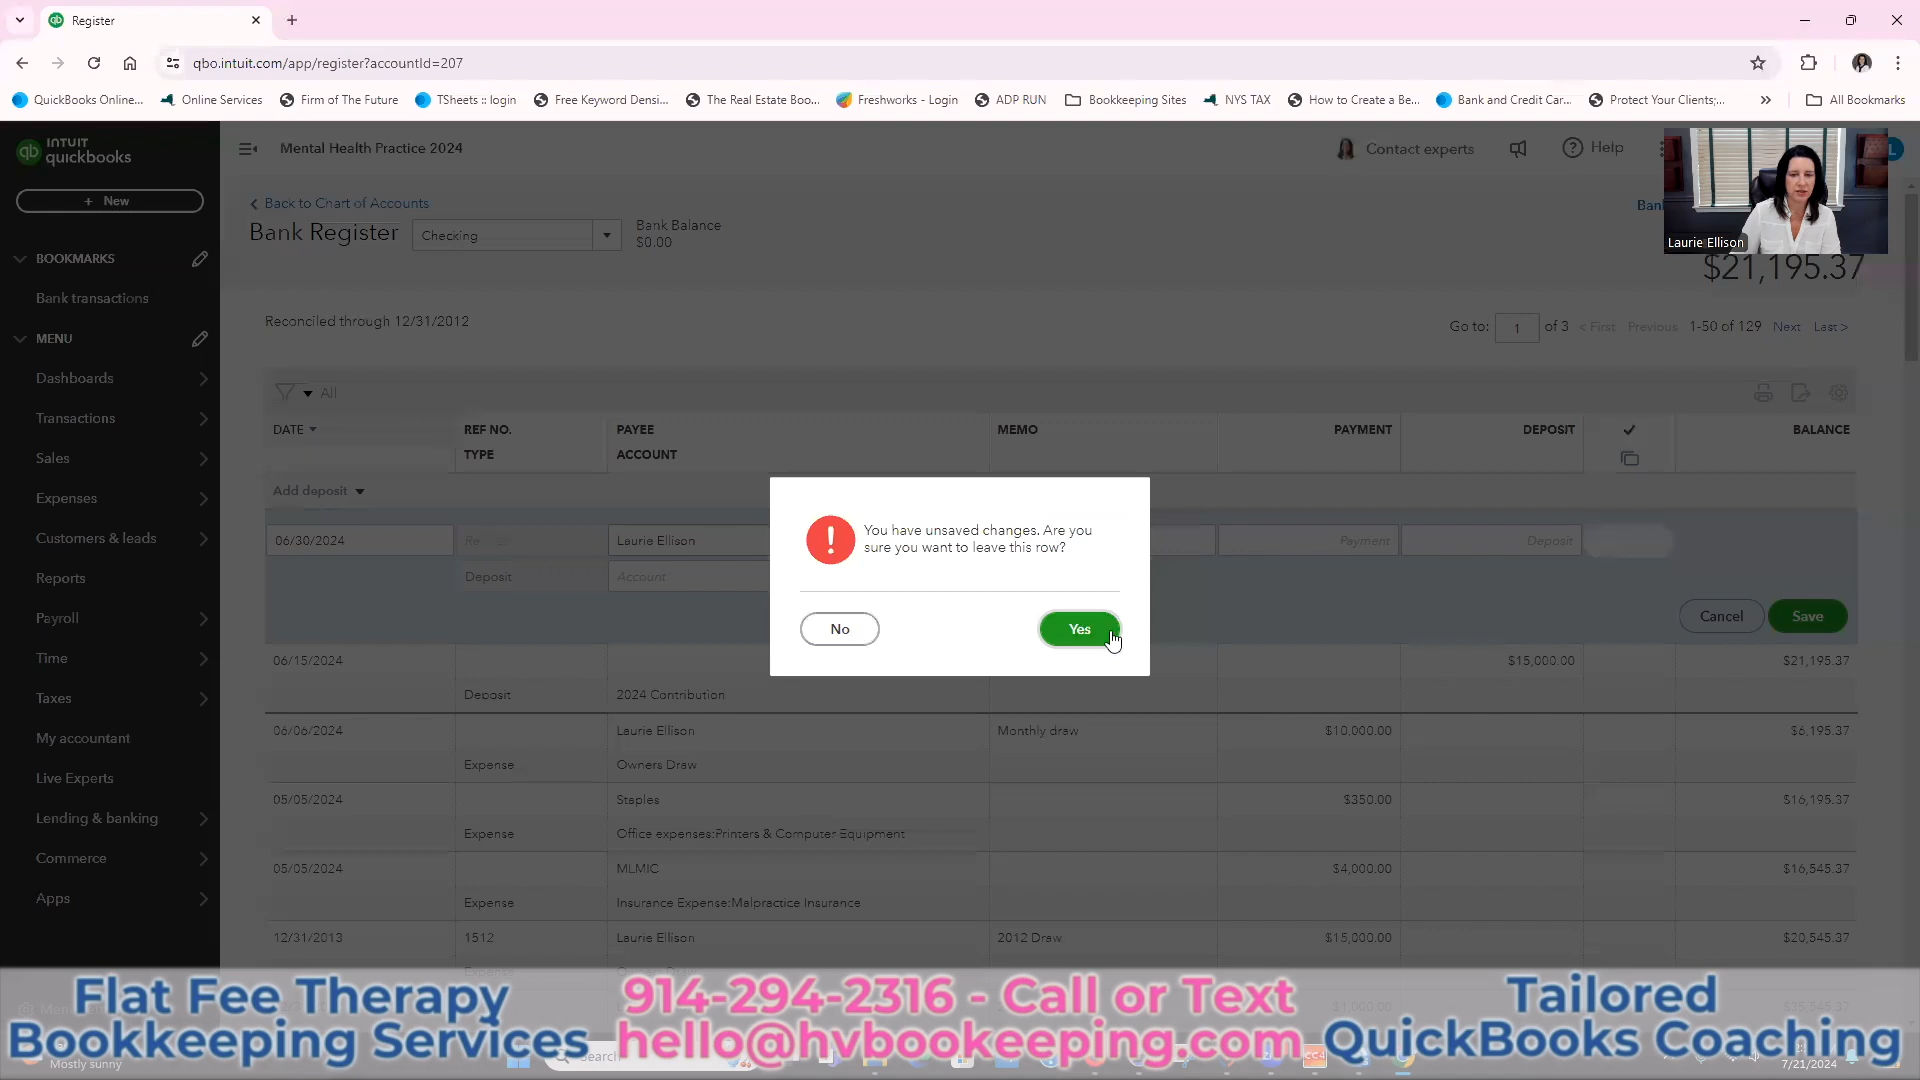 Register
qbo.intuit.com/app/register?accountId=207
QuickBooks Online...
Online Services
Firm of The Future
TSheets :: login
Free Keyword Densi...
The Real Estate Boo...
Freshworks - Login
ADP RUN
Bookkeeping Sites
NYS TAX
How to Create a Be...
Bank and Credit Car...
Protect Your Clients;...
All Bookmarks
INTUIT
quickbooks
Mental Health Practice 2024
Contact experts
Help
L
+ New
Back to Chart of Accounts
Bank Register
Checking
Bank Balance
$0.00
Laurie Ellison
$21,195.37
BOOKMARKS
Bank transactions
MENU
Dashboards
Transactions
Sales
Expenses
Customers & leads
Reports
Payroll
Time
Taxes
My accountant
Live Experts
Lending & banking
Commerce
Apps
Reconciled through 12/31/2012
Go to: 1 of 3 < First Previous 1-50 of 129 Next Last >
All
DATE REF NO. PAYEE MEMO PAYMENT DEPOSIT BALANCE
TYPE ACCOUNT
Add deposit
06/30/2024 Laurie Ellison Payment Deposit
Deposit Account
Cancel Save
You have unsaved changes. Are you
sure you want to leave this row?
No Yes
06/15/2024 $15,000.00 $21,195.37
Deposit 2024 Contribution
06/06/2024 Laurie Ellison Monthly draw $10,000.00 $6,195.37
Expense Owners Draw
05/05/2024 Staples $350.00 $16,195.37
Expense Office expenses:Printers & Computer Equipment
05/05/2024 MLMIC $4,000.00 $16,545.37
Expense Insurance Expense:Malpractice Insurance
12/31/2013 1512 Laurie Ellison 2012 Draw $15,000.00 $20,545.37
Flat Fee Therapy
Bookkeeping Services
914-294-2316 - Call or Text
hello@hvbookeeping.com
Tailored
QuickBooks Coaching
Mostly sunny
Search
7/21/2024